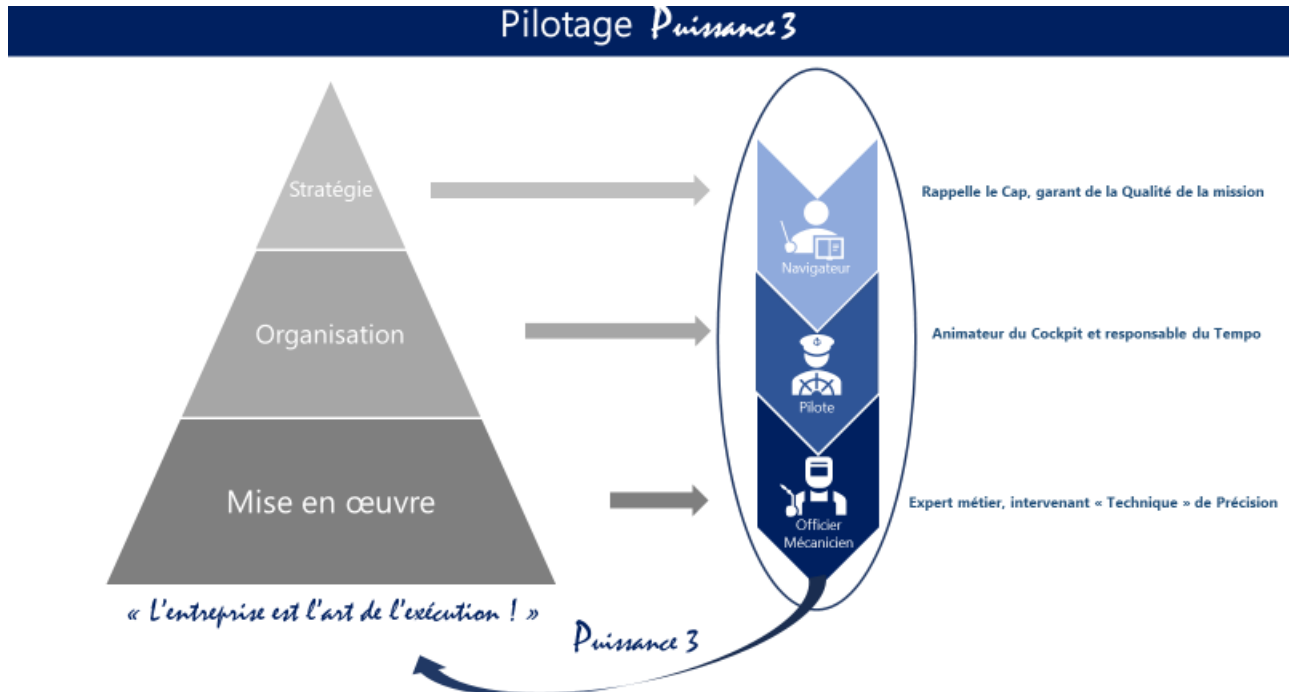 Pilotage Puissance 3
Stratégie
Rappelle le Cap, garant de la Qualité de la mission
Navigateur
Organisation
Animateur du Cockpit et responsable du Tempo
Pilote
Mise en œuvre
Expert métier, intervenant « Technique » de Précision
Officier
Mécanicien
« L'entreprise est l'art de l'exécution ! »
Puissance 3